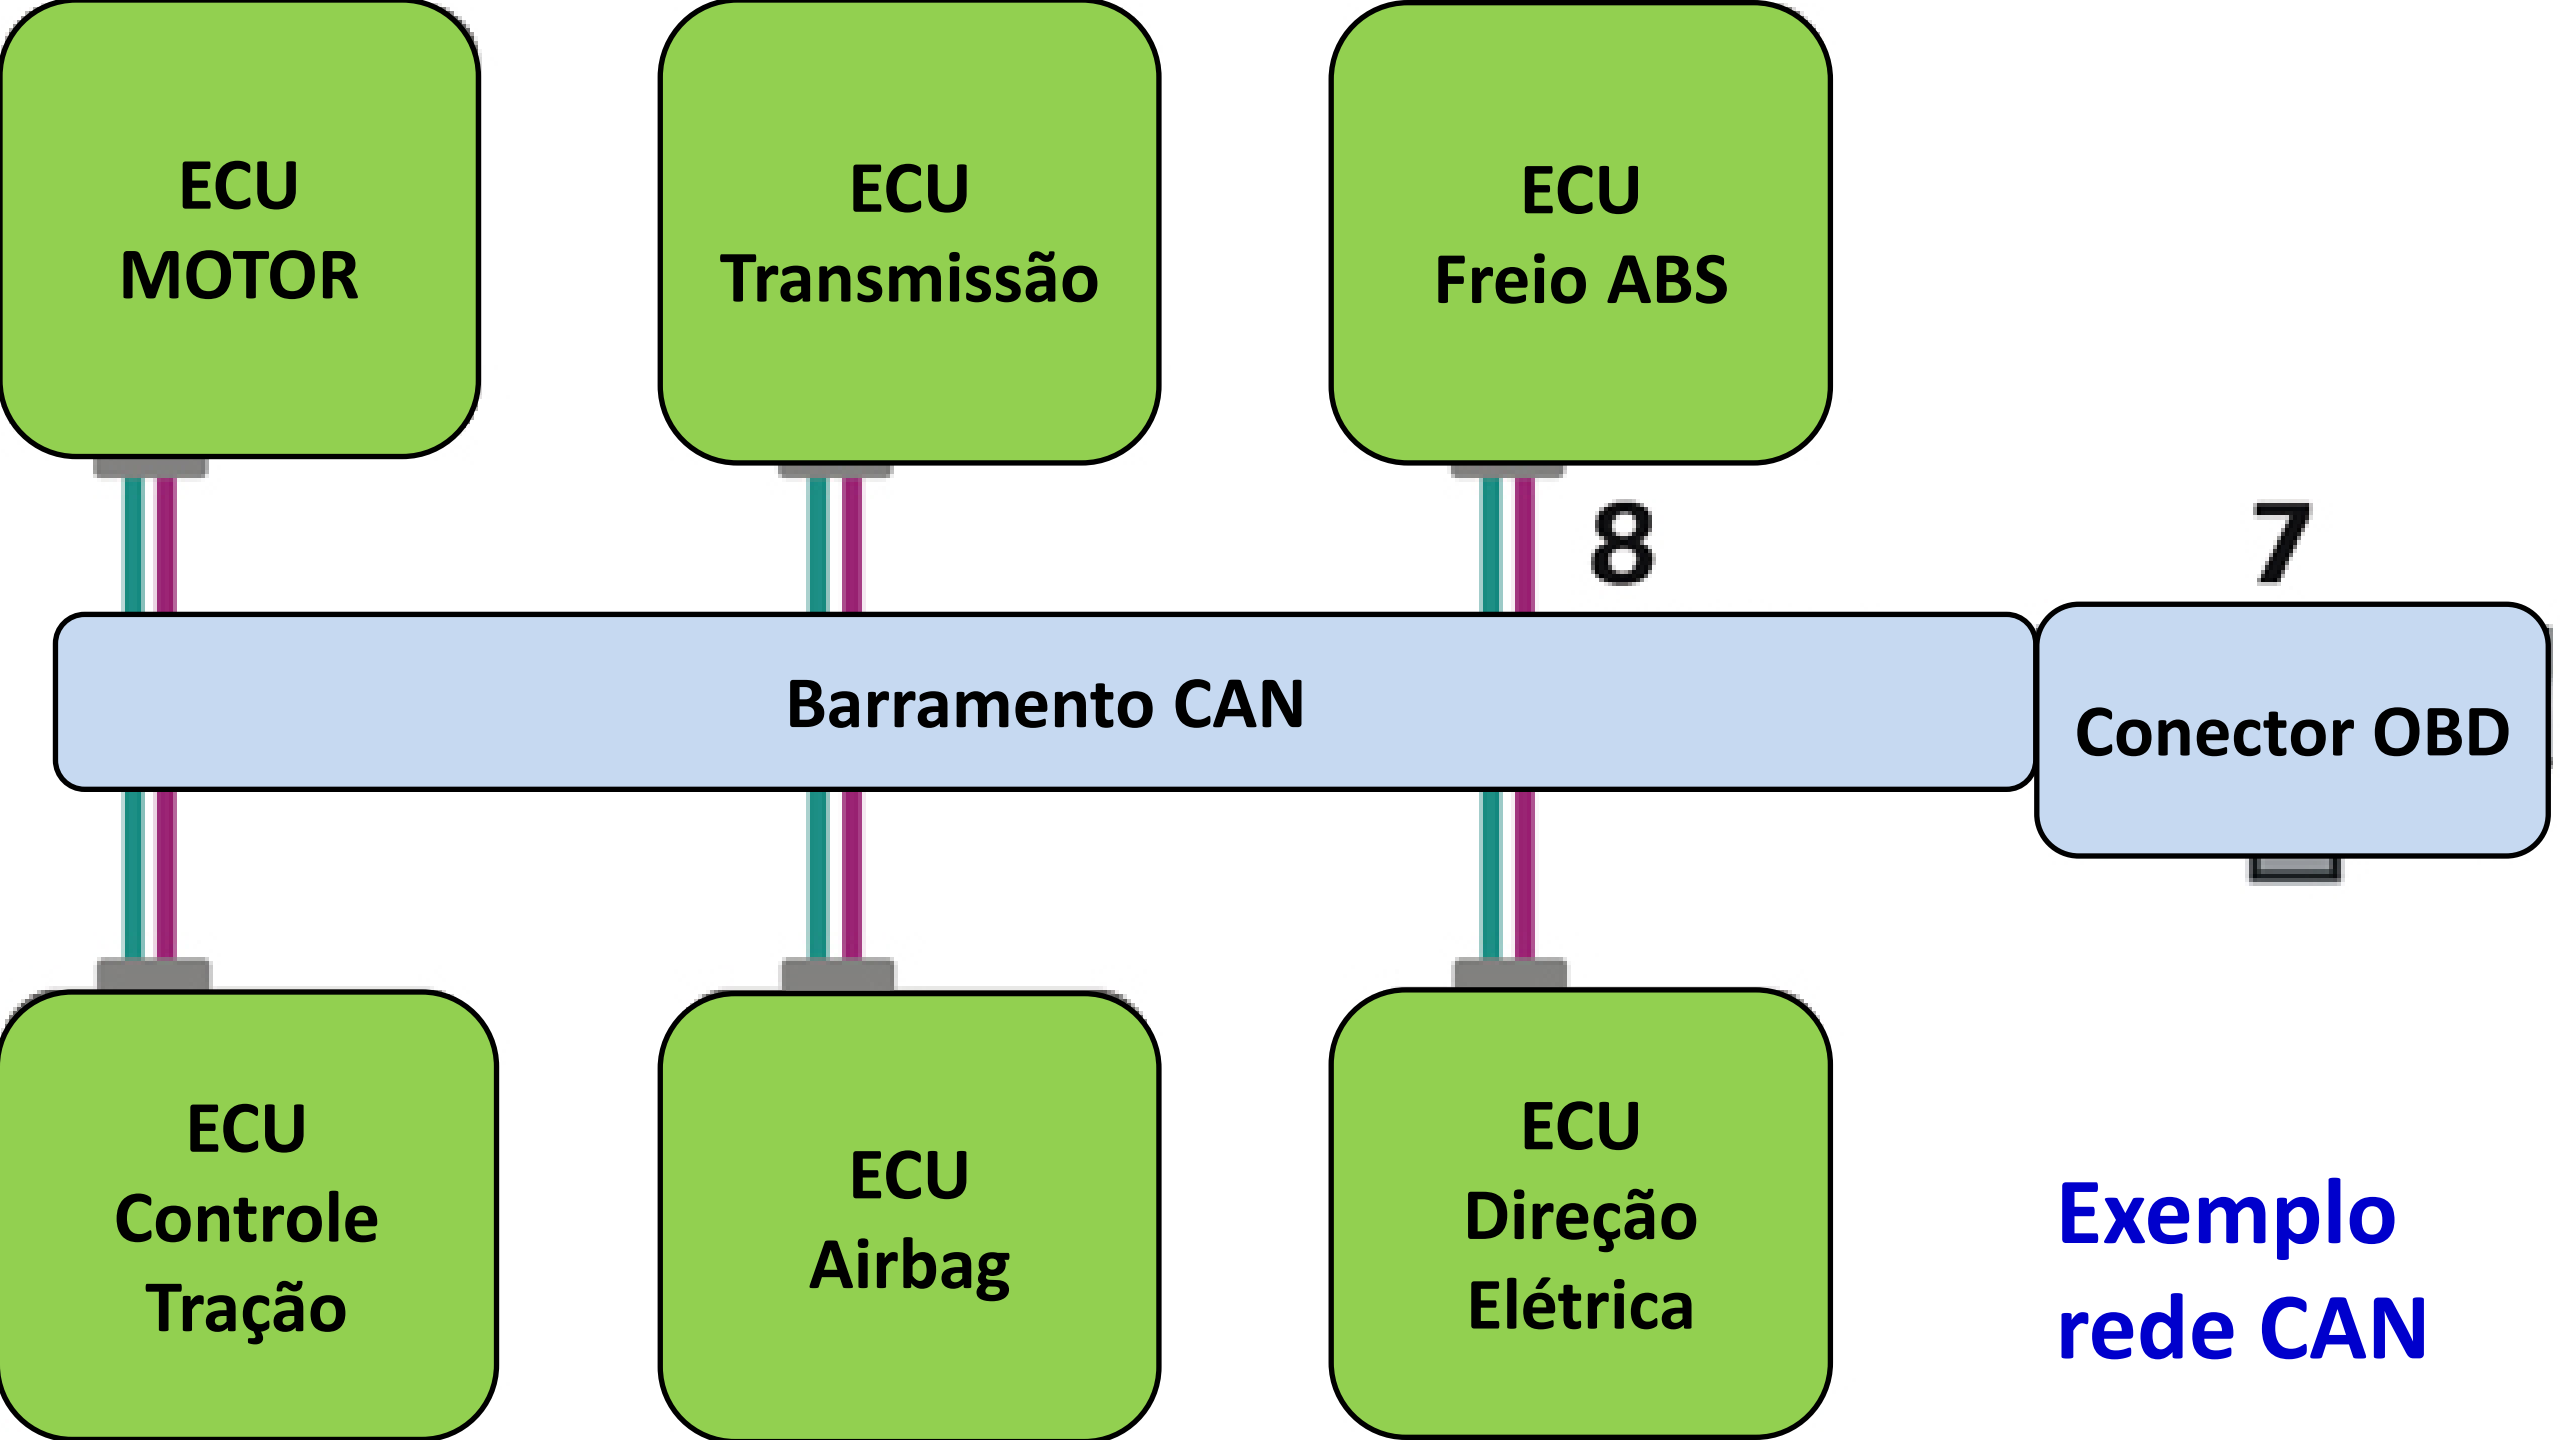 ECU
MOTOR
ECU
Transmissão
ECU
Freio ABS
8
7
Barramento CAN
Conector OBD
ECU
Controle
Tração
ECU
Airbag
ECU
Direção
Elétrica
Exemplo
rede CAN